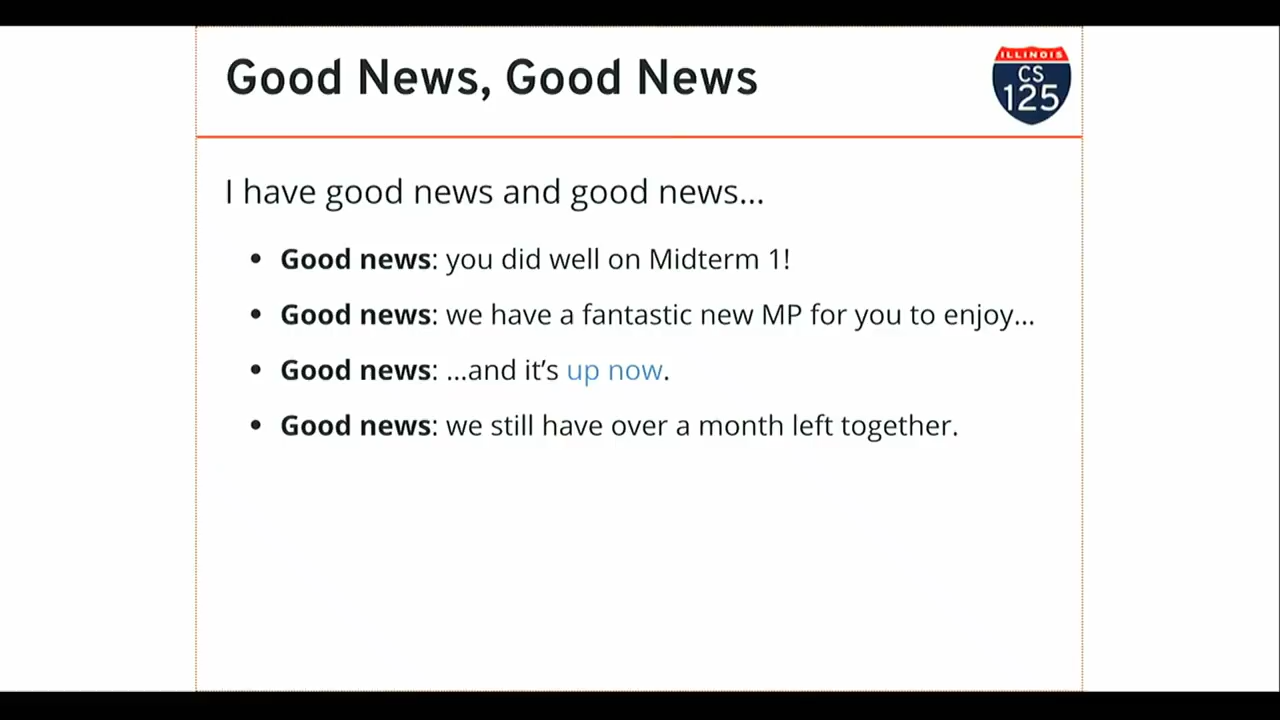 Good News, Good News
ILLINOIS
CS
125
I have good news and good news...
• Good news: you did well on Midterm 1!
• Good news: we have a fantastic new MP for you to enjoy...
• Good news: ...and it’s up now.
• Good news: we still have over a month left together.